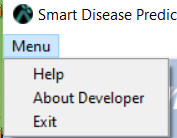 Smart Disease Predic
Menu
Help
About Developer
Exit